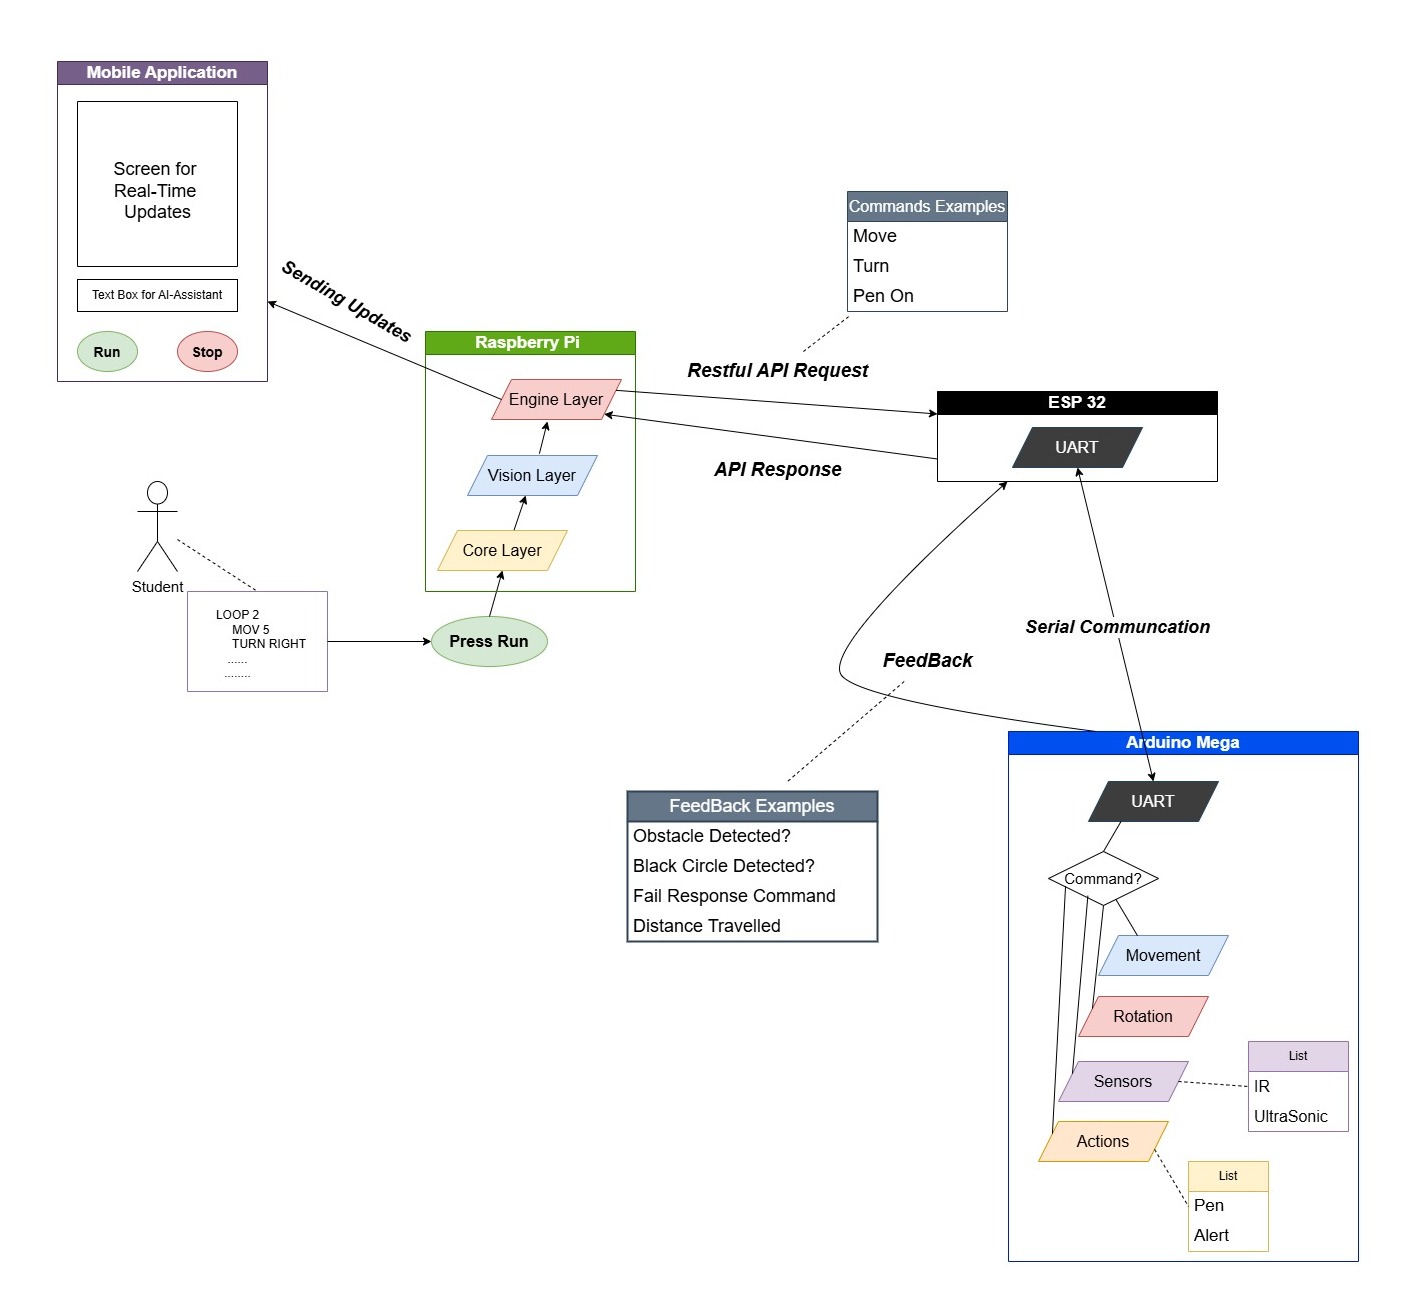 Mobile Application
Screen for
Real-Time
Updates
Text Box for AI-Assistant
Run
Stop
Sending Updates
Raspberry Pi
Engine Layer
Vision Layer
Core Layer
Student
LOOP 2
MOV 5
TURN RIGHT
......
........
Press Run
Commands Examples
Move
Turn
Pen On
Restful API Request
API Response
ESP 32
UART
Serial Communcation
FeedBack
FeedBack Examples
Obstacle Detected?
Black Circle Detected?
Fail Response Command
Distance Travelled
Arduino Mega
UART
Command?
Movement
Rotation
Sensors
List
IR
UltraSonic
Actions
List
Pen
Alert